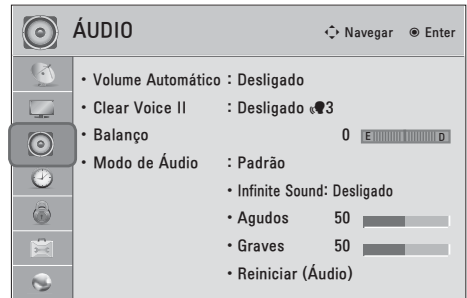 ÁUDIO Navegar Enter
• Volume Automático : Desligado
• Clear Voice II : Desligado 3
• Balanço 0 E D
• Modo de Áudio : Padrão
• Infinite Sound: Desligado
• Agudos 50
• Graves 50
• Reiniciar (Áudio)